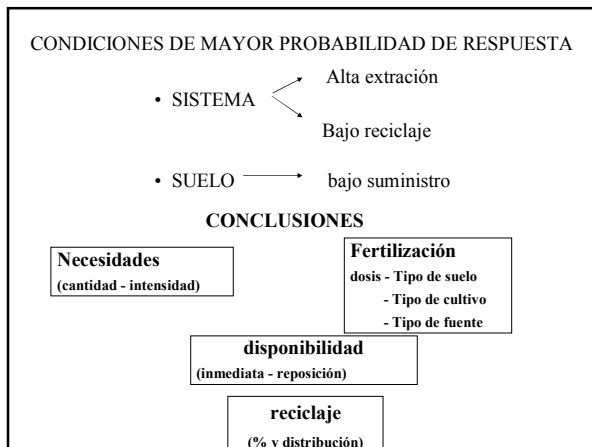 CONDICIONES DE MAYOR PROBABILIDAD DE RESPUESTA
Alta extración
• SISTEMA
Bajo reciclaje
• SUELO
bajo suministro
CONCLUSIONES
Necesidades
(cantidad - intensidad)
Fertilización
dosis - Tipo de suelo
- Tipo de cultivo
- Tipo de fuente
disponibilidad
(inmediata - reposición)
reciclaje
(% y distribución)